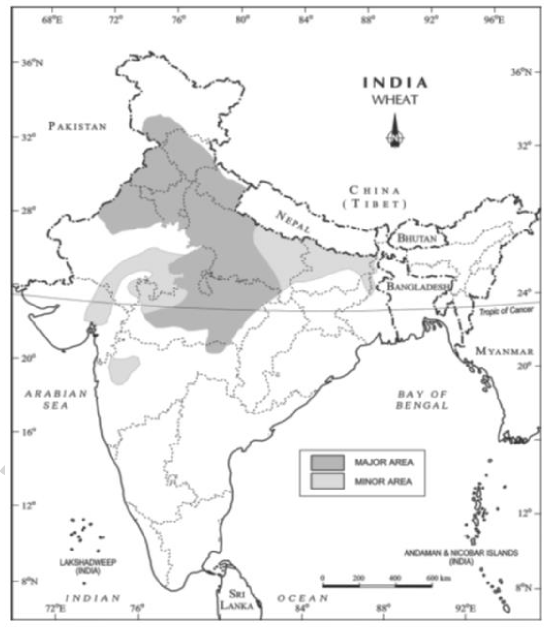 68°E 72° 76° 80° 84° 88° 92° 96°E
INDIA
WHEAT
N
36°N
36°N
PAKISTAN
32°
32°
CHINA
(TIBET)
28°
28°
NEPAL
BHUTAN
BANGLADESH
24°
24°
Tropic of Cancer
MYANMAR
20°
20°
ARABIAN
SEA
BAY OF
BENGAL
16°
16°
MAJOR AREA
MINOR AREA
12°
12°
LAKSHADWEEP
(INDIA)
ANDAMAN & NICOBAR ISLANDS
(INDIA)
8°N
8°N
0 200 400 600 km
SRI
LANKA
INDIAN OCEAN
72°E 76° 84° 88° 92°E